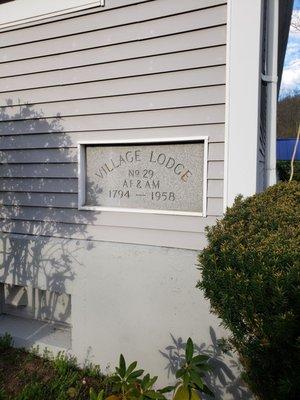 VILLAGE LODGE
No 29
AF & AM
1794 — 1958